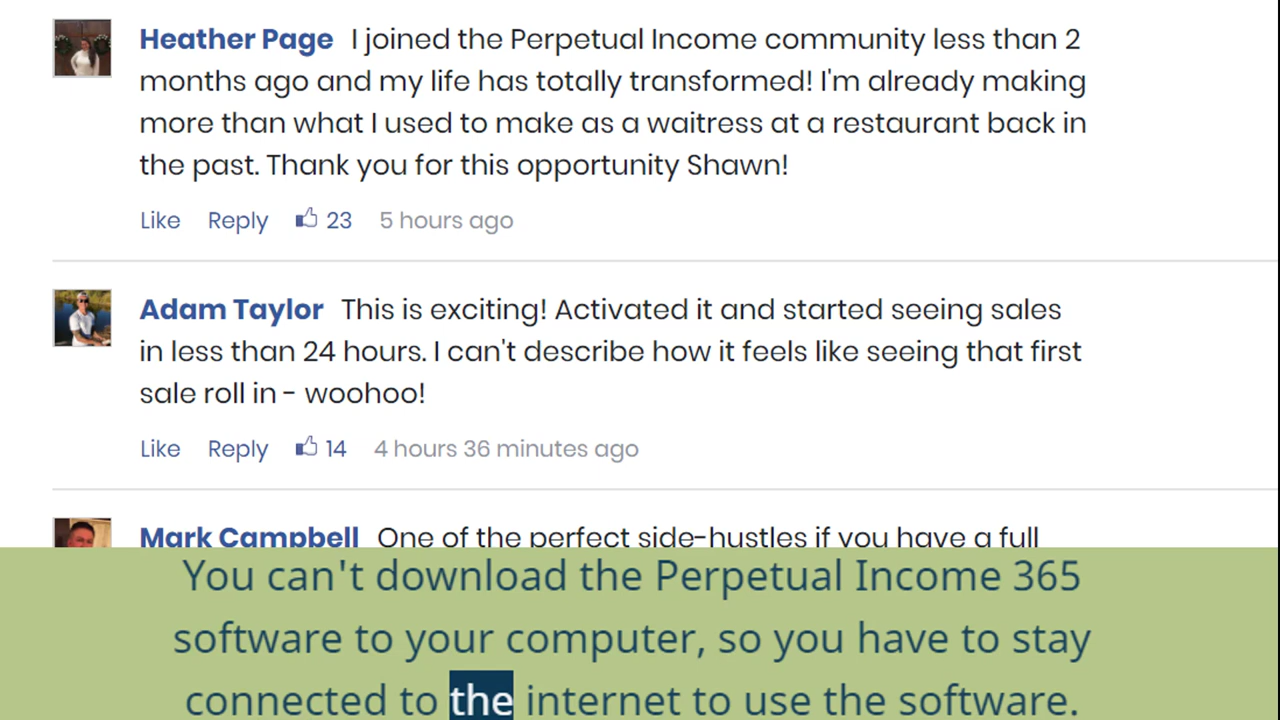 Heather Page I joined the Perpetual Income community less than 2
months ago and my life has totally transformed! I'm already making
more than what I used to make as a waitress at a restaurant back in
the past. Thank you for this opportunity Shawn!
Like Reply 23 5 hours ago
Adam Taylor This is exciting! Activated it and started seeing sales
in less than 24 hours. I can't describe how it feels like seeing that first
sale roll in - woohoo!
Like Reply 14 4 hours 36 minutes ago
Mark Campbell One of the perfect side-hustles if you have a full
You can't download the Perpetual Income 365
software to your computer, so you have to stay
connected to the internet to use the software.